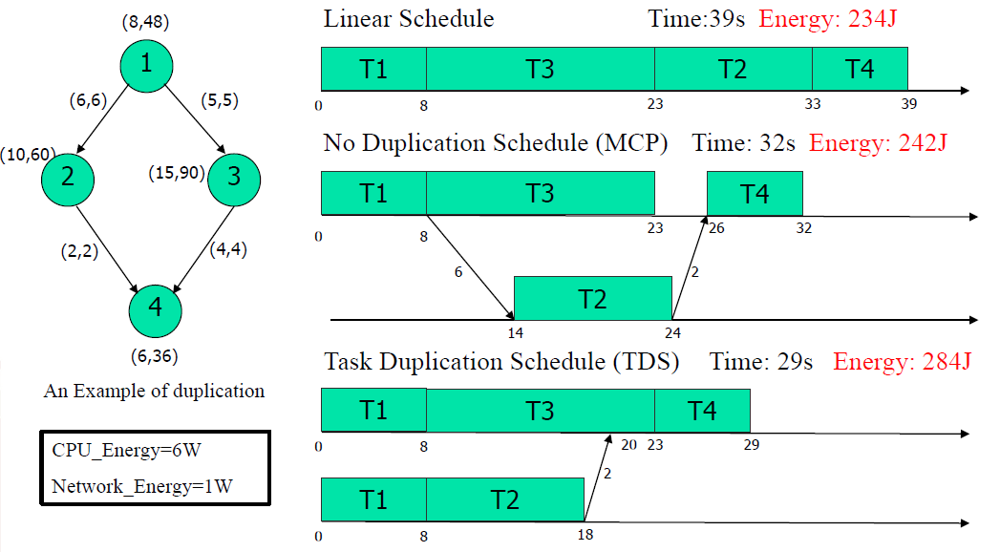 (8,48)
1
(6,6)
(5,5)
(10,60)
2
(15,90)
3
(2,2)
(4,4)
4
(6,36)
An Example of duplication
CPU_Energy=6W
Network_Energy=1W
Linear Schedule Time:39s Energy: 234J
T1 T3 T2 T4
0 8 23 33 39
No Duplication Schedule (MCP) Time: 32s Energy: 242J
T1 T3 T4
0 8 23 26 32
6 2
T2
14 24
Task Duplication Schedule (TDS) Time: 29s Energy: 284J
T1 T3 T4
0 8 20 23 29
2
T1 T2
0 8 18